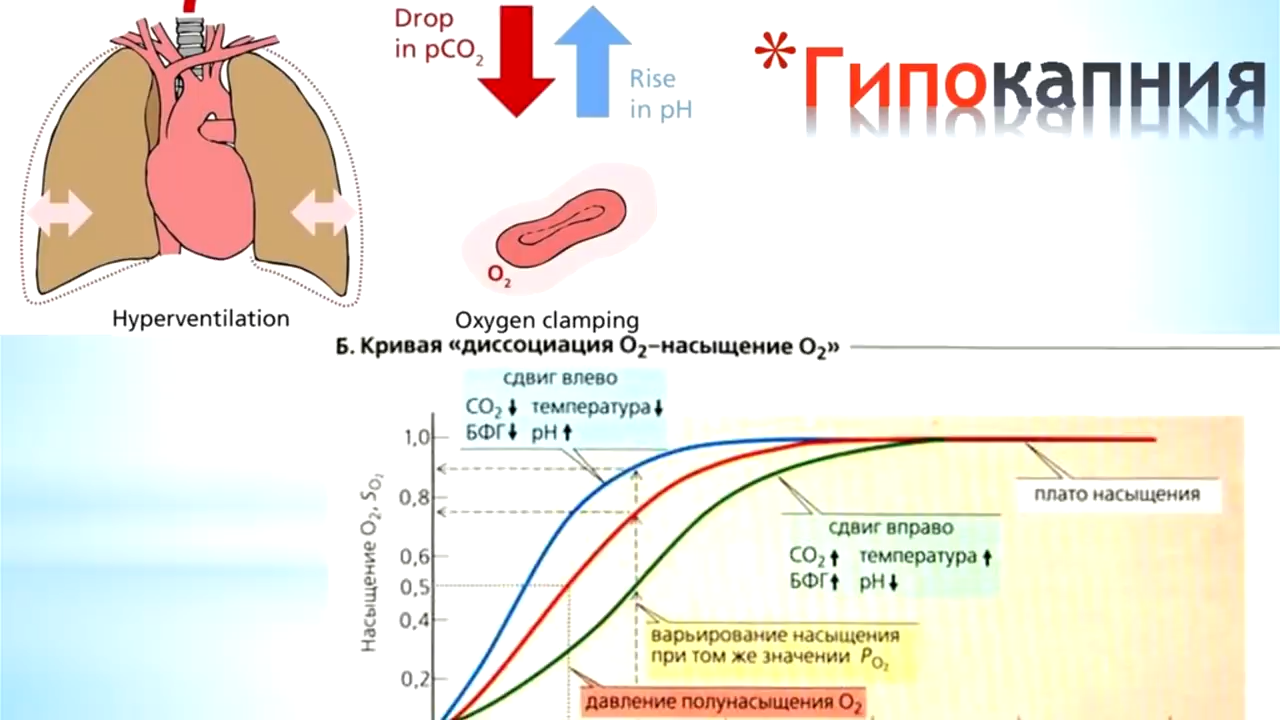 Drop
in pCO₂
Rise
in pH
*Гипокапния
O₂
Hyperventilation
Oxygen clamping
Б. Кривая «диссоциация O₂–насыщение O₂»
сдвиг влево
CO₂↓ температура↓
БФГ↓ pH↑
Насыщение O₂, SO₂
1,0
0,8
0,6
0,5
0,4
0,2
плато насыщения
сдвиг вправо
CO₂↑ температура↑
БФГ↑ pH↓
варьирование насыщения
при том же значении PO₂
давление полунасыщения O₂